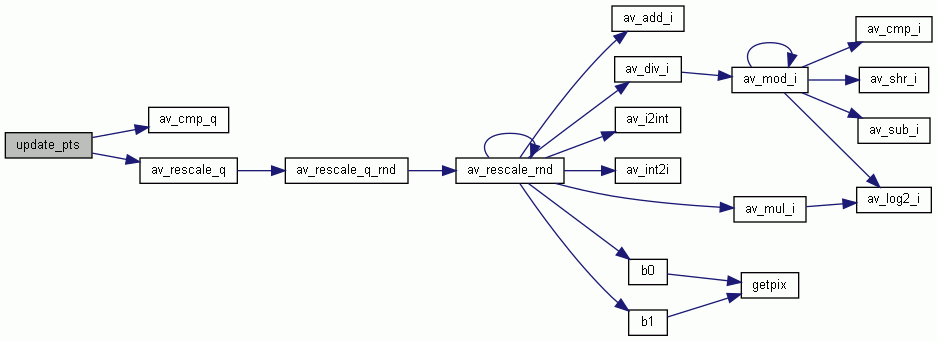 update_pts
av_cmp_q
av_rescale_q
av_rescale_q_rnd
av_rescale_rnd
av_add_i
av_div_i
av_i2int
av_int2i
av_mul_i
b0
b1
av_mod_i
getpix
av_cmp_i
av_shr_i
av_sub_i
av_log2_i